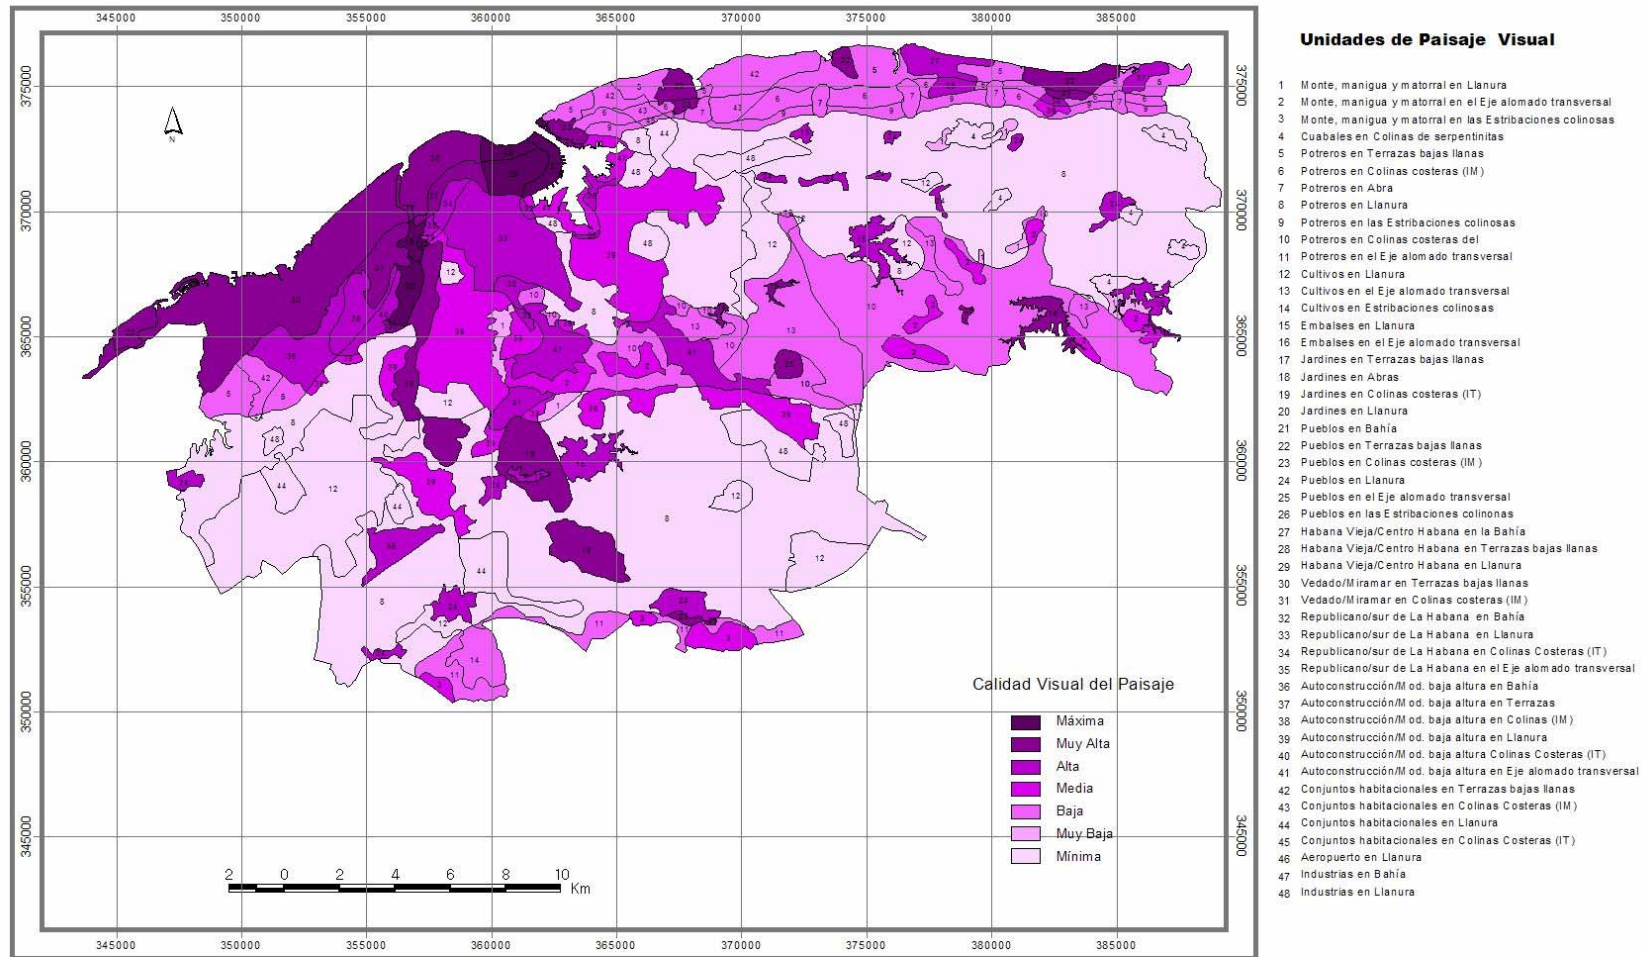 345000 350000 355000 360000 365000 370000 375000 380000 385000
375000
370000
365000
360000
355000
350000
345000
N
Calidad Visual del Paisaje
Máxima
Muy Alta
Alta
Media
Baja
Muy Baja
Mínima
2 0 2 4 6 8 10
Km
345000 350000 355000 360000 365000 370000 375000 380000 385000
375000
370000
365000
360000
355000
350000
345000
Unidades de Paisaje Visual
1 Monte, manigua y matorral en Llanura
2 Monte, manigua y matorral en el Eje alomado transversal
3 Monte, manigua y matorral en las Estribaciones colinosas
4 Cuabales en Colinas de serpentinitas
5 Potreros en Terrazas bajas llanas
6 Potreros en Colinas costeras (IM)
7 Potreros en Abra
8 Potreros en Llanura
9 Potreros en las Estribaciones colinosas
10 Potreros en Colinas costeras del
11 Potreros en el Eje alomado transversal
12 Cultivos en Llanura
13 Cultivos en el Eje alomado transversal
14 Cultivos en Estribaciones colinosas
15 Embalses en Llanura
16 Embalses en el Eje alomado transversal
17 Jardines en Terrazas bajas llanas
18 Jardines en Abras
19 Jardines en Colinas costeras (IT)
20 Jardines en Llanura
21 Pueblos en Bahía
22 Pueblos en Terrazas bajas llanas
23 Pueblos en Colinas costeras (IM)
24 Pueblos en Llanura
25 Pueblos en el Eje alomado transversal
26 Pueblos en las Estribaciones colinonas
27 Habana Vieja/Centro Habana en la Bahía
28 Habana Vieja/Centro Habana en Terrazas bajas llanas
29 Habana Vieja/Centro Habana en Llanura
30 Vedado/Miramar en Terrazas bajas llanas
31 Vedado/Miramar en Colinas costeras (IM)
32 Republicano/sur de La Habana en Bahía
33 Republicano/sur de La Habana en Llanura
34 Republicano/sur de La Habana en Colinas Costeras (IT)
35 Republicano/sur de La Habana en el Eje alomado transversal
36 Autoconstrucción/Mod. baja altura en Bahía
37 Autoconstrucción/Mod. baja altura en Terrazas
38 Autoconstrucción/Mod. baja altura en Colinas (IM)
39 Autoconstrucción/Mod. baja altura en Llanura
40 Autoconstrucción/Mod. baja altura Colinas Costeras (IT)
41 Autoconstrucción/Mod. baja altura en Eje alomado transversal
42 Conjuntos habitacionales en Terrazas bajas llanas
43 Conjuntos habitacionales en Colinas Costeras (IM)
44 Conjuntos habitacionales en Llanura
45 Conjuntos habitacionales en Colinas Costeras (IT)
46 Aeropuerto en Llanura
47 Industrias en Bahía
48 Industrias en Llanura